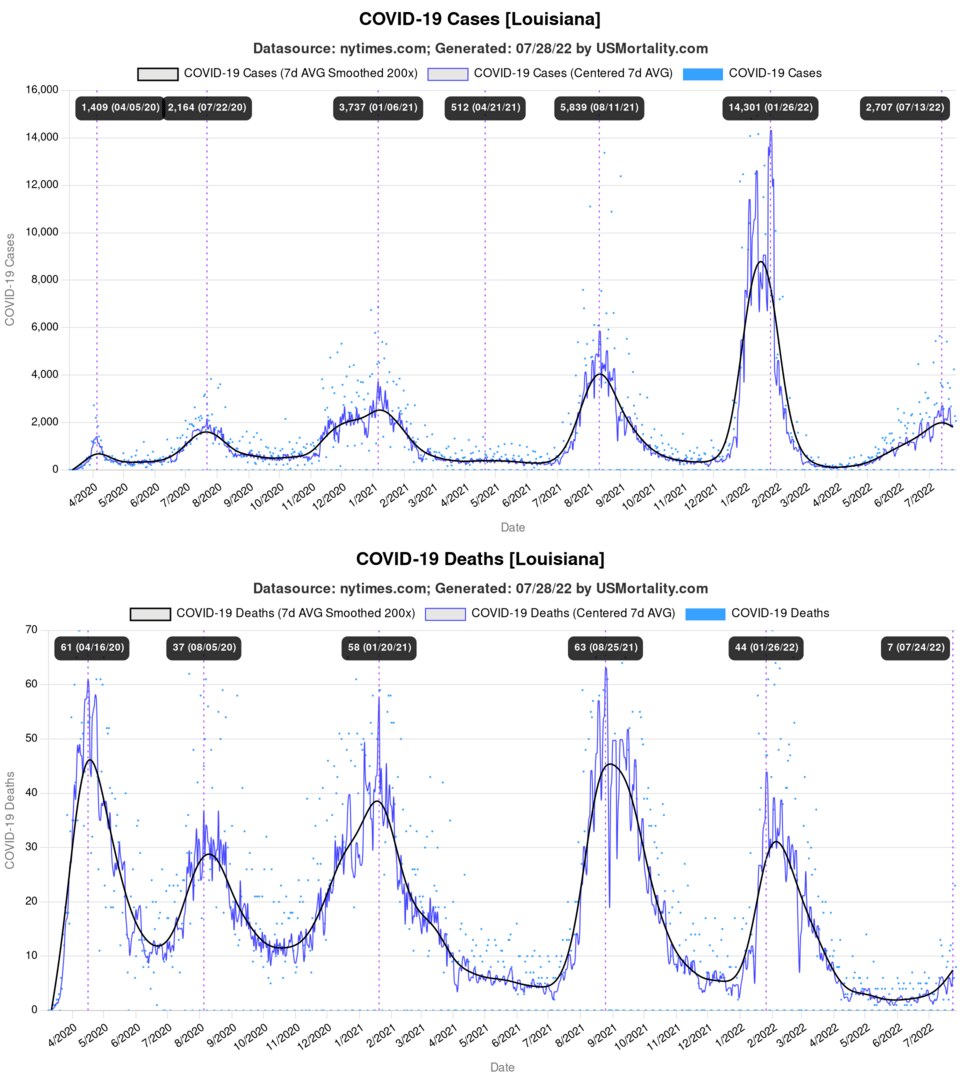 COVID-19 Cases [Louisiana]
Datasource: nytimes.com; Generated: 07/28/22 by USMortality.com
COVID-19 Cases (7d AVG Smoothed 200x) COVID-19 Cases (Centered 7d AVG) COVID-19 Cases
16,000
1,409 (04/05/20) 2,164 (07/22/20) 3,737 (01/06/21) 512 (04/21/21) 5,839 (08/11/21) 14,301 (01/26/22) 2,707 (07/13/22)
14,000
12,000
10,000
8,000
6,000
4,000
2,000
0
COVID-19 Cases
4/2020 5/2020 6/2020 7/2020 8/2020 9/2020 10/2020 11/2020 12/2020 1/2021 2/2021 3/2021 4/2021 5/2021 6/2021 7/2021 8/2021 9/2021 10/2021 11/2021 12/2021 1/2022 2/2022 3/2022 4/2022 5/2022 6/2022 7/2022
Date
COVID-19 Deaths [Louisiana]
Datasource: nytimes.com; Generated: 07/28/22 by USMortality.com
COVID-19 Deaths (7d AVG Smoothed 200x) COVID-19 Deaths (Centered 7d AVG) COVID-19 Deaths
70
61 (04/16/20) 37 (08/05/20) 58 (01/20/21) 63 (08/25/21) 44 (01/26/22) 7 (07/24/22)
60
50
40
30
20
10
0
COVID-19 Deaths
4/2020 5/2020 6/2020 7/2020 8/2020 9/2020 10/2020 11/2020 12/2020 1/2021 2/2021 3/2021 4/2021 5/2021 6/2021 7/2021 8/2021 9/2021 10/2021 11/2021 12/2021 1/2022 2/2022 3/2022 4/2022 5/2022 6/2022 7/2022
Date